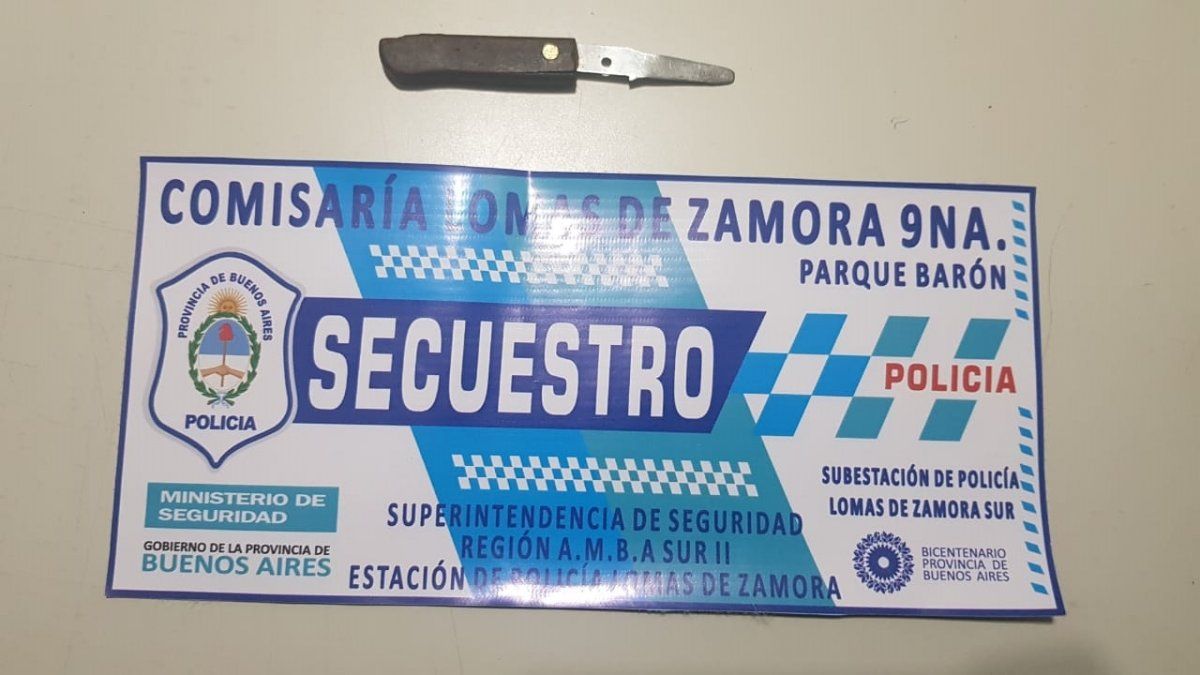 COMISARÍA LOMAS DE ZAMORA 9NA.
PARQUE BARÓN
PROVINCIA DE BUENOS AIRES
POLICIA
SECUESTRO
POLICIA
MINISTERIO DE
SEGURIDAD
GOBIERNO DE LA PROVINCIA DE
BUENOS AIRES
SUPERINTENDENCIA DE SEGURIDAD
REGIÓN A.M.B.A SUR II
ESTACIÓN DE POLICÍA LOMAS DE ZAMORA
SUBESTACIÓN DE POLICÍA
LOMAS DE ZAMORA SUR
BICENTENARIO
PROVINCIA DE
BUENOS AIRES